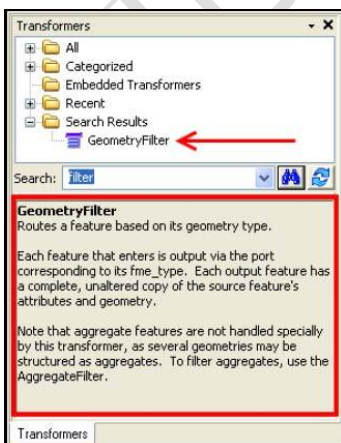 Transformers
All
Categorized
Embedded Transformers
Recent
Search Results
GeometryFilter
Search: filter
GeometryFilter
Routes a feature based on its geometry type.
Each feature that enters is output via the port
corresponding to its fme_type. Each output feature has
a complete, unaltered copy of the source feature's
attributes and geometry.
Note that aggregate features are not handled specially
by this transformer, as several geometries may be
structured as aggregates. To filter aggregates, use the
AggregateFilter.
Transformers